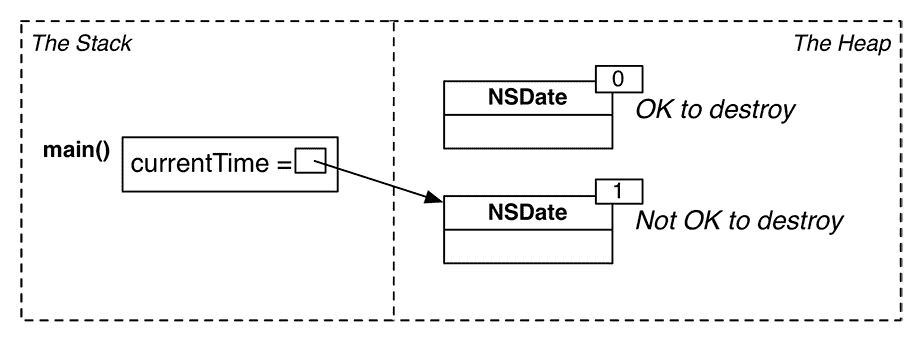 The Stack
The Heap
0
NSDate
OK to destroy
main()
currentTime =
1
NSDate
Not OK to destroy